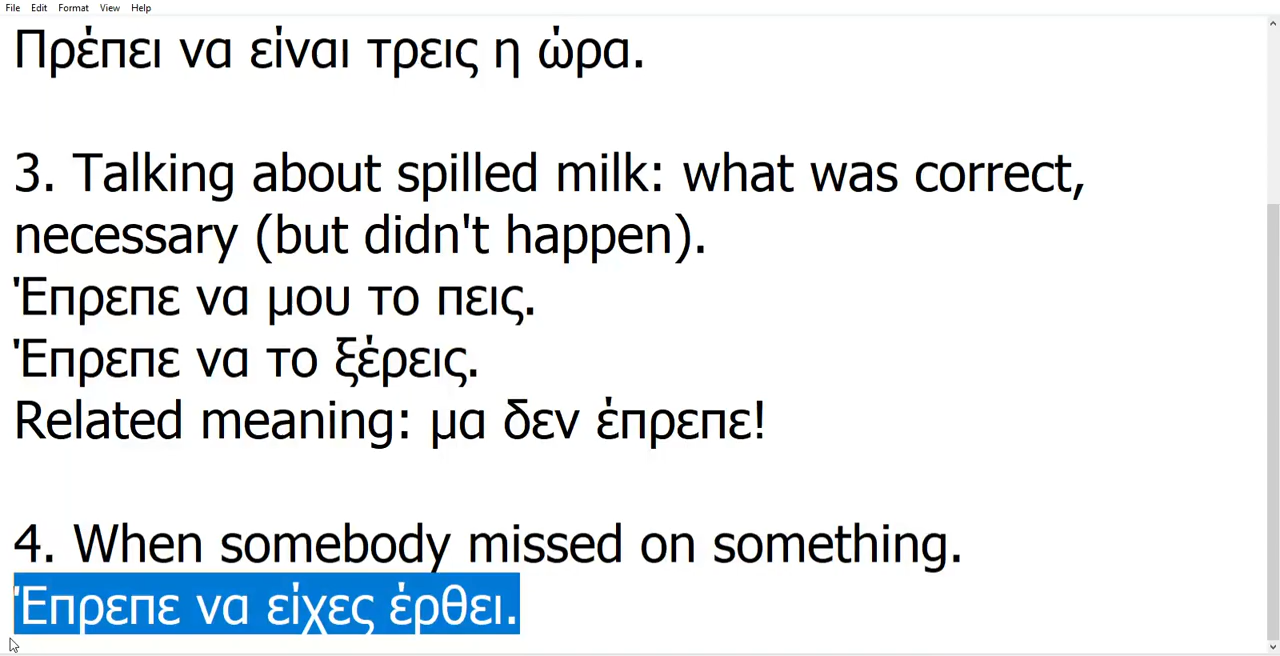 File Edit Format View Help
Πρέπει να είναι τρεις η ώρα.
3. Talking about spilled milk: what was correct,
necessary (but didn't happen).
Έπρεπε να μου το πεις.
Έπρεπε να το ξέρεις.
Related meaning: μα δεν έπρεπε!
4. When somebody missed on something.
Έπρεπε να είχες έρθει.